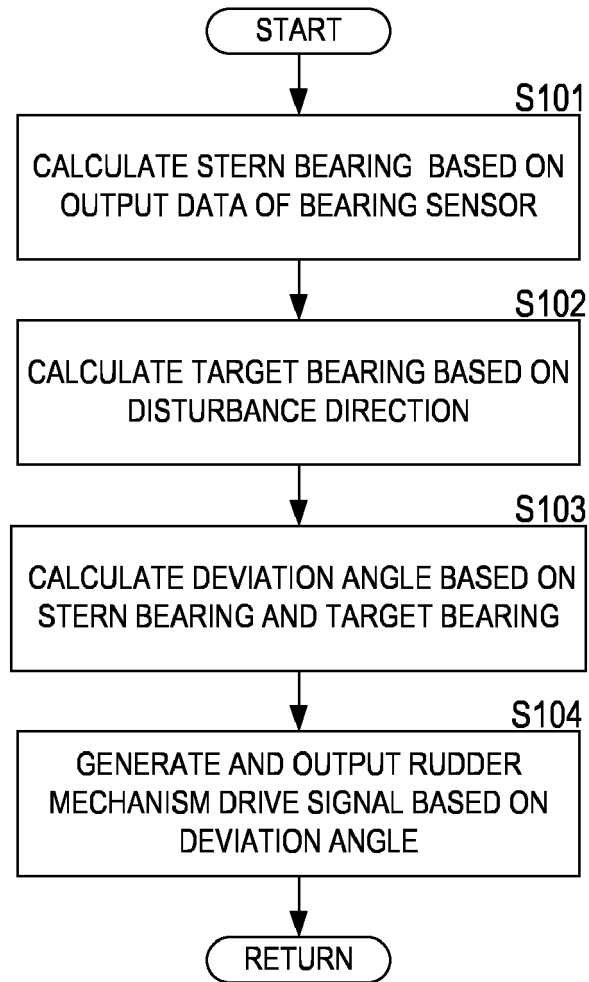 START
S101
CALCULATE STERN BEARING BASED ON
OUTPUT DATA OF BEARING SENSOR
S102
CALCULATE TARGET BEARING BASED ON
DISTURBANCE DIRECTION
S103
CALCULATE DEVIATION ANGLE BASED ON
STERN BEARING AND TARGET BEARING
S104
GENERATE AND OUTPUT RUDDER
MECHANISM DRIVE SIGNAL BASED ON
DEVIATION ANGLE
RETURN